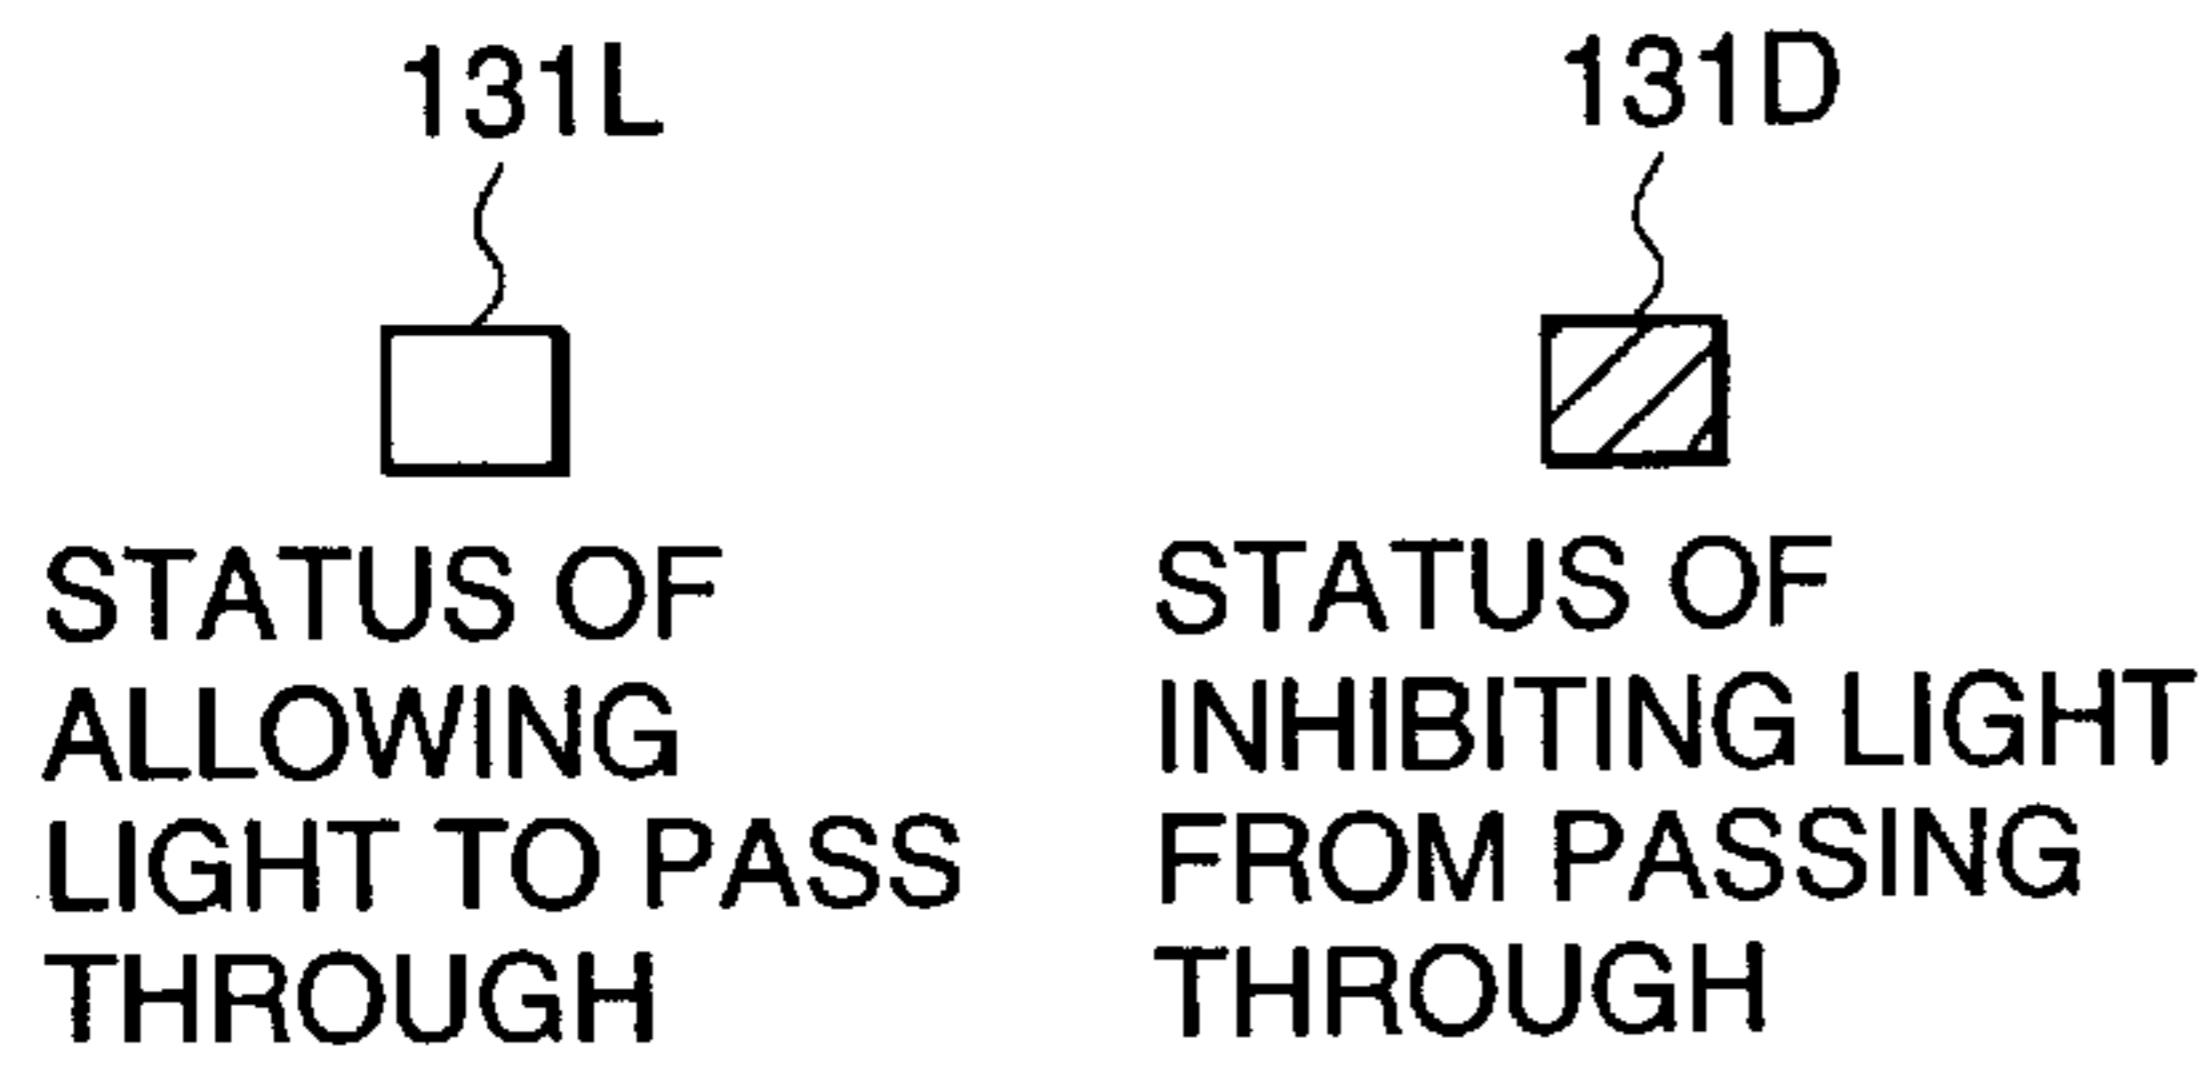 131L
STATUS OF
ALLOWING
LIGHT TO PASS
THROUGH
131D
STATUS OF
INHIBITING LIGHT
FROM PASSING
THROUGH